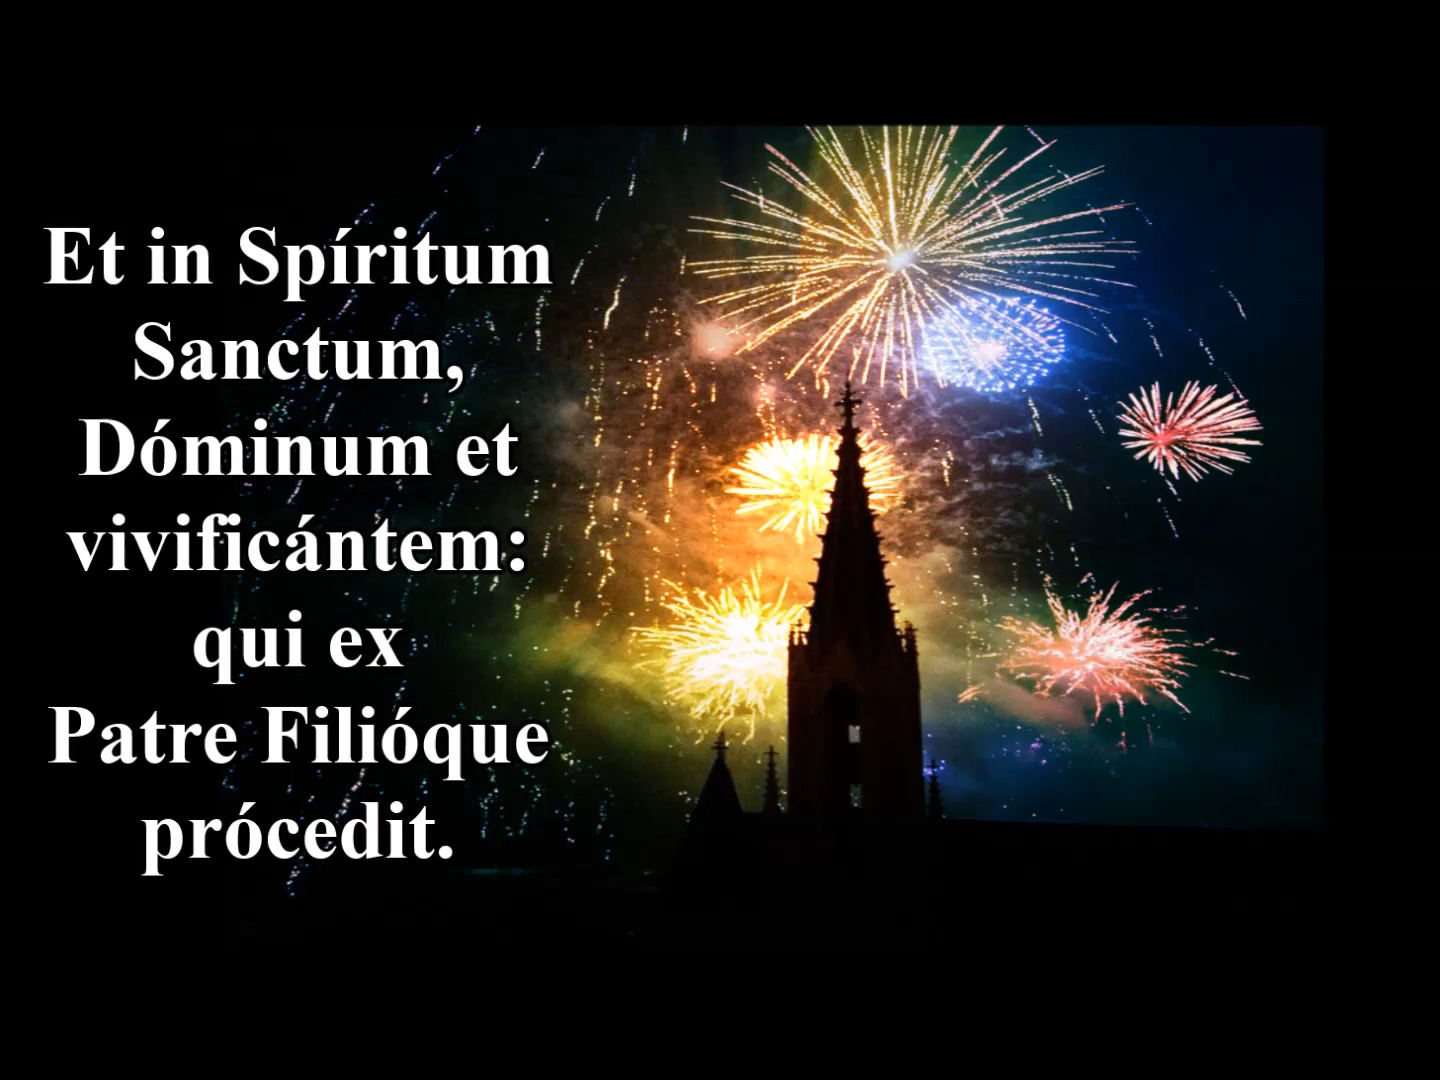 Et in Spíritum
Sanctum,
Dóminum et
vivificántem:
qui ex
Patre Filióque
prócedit.